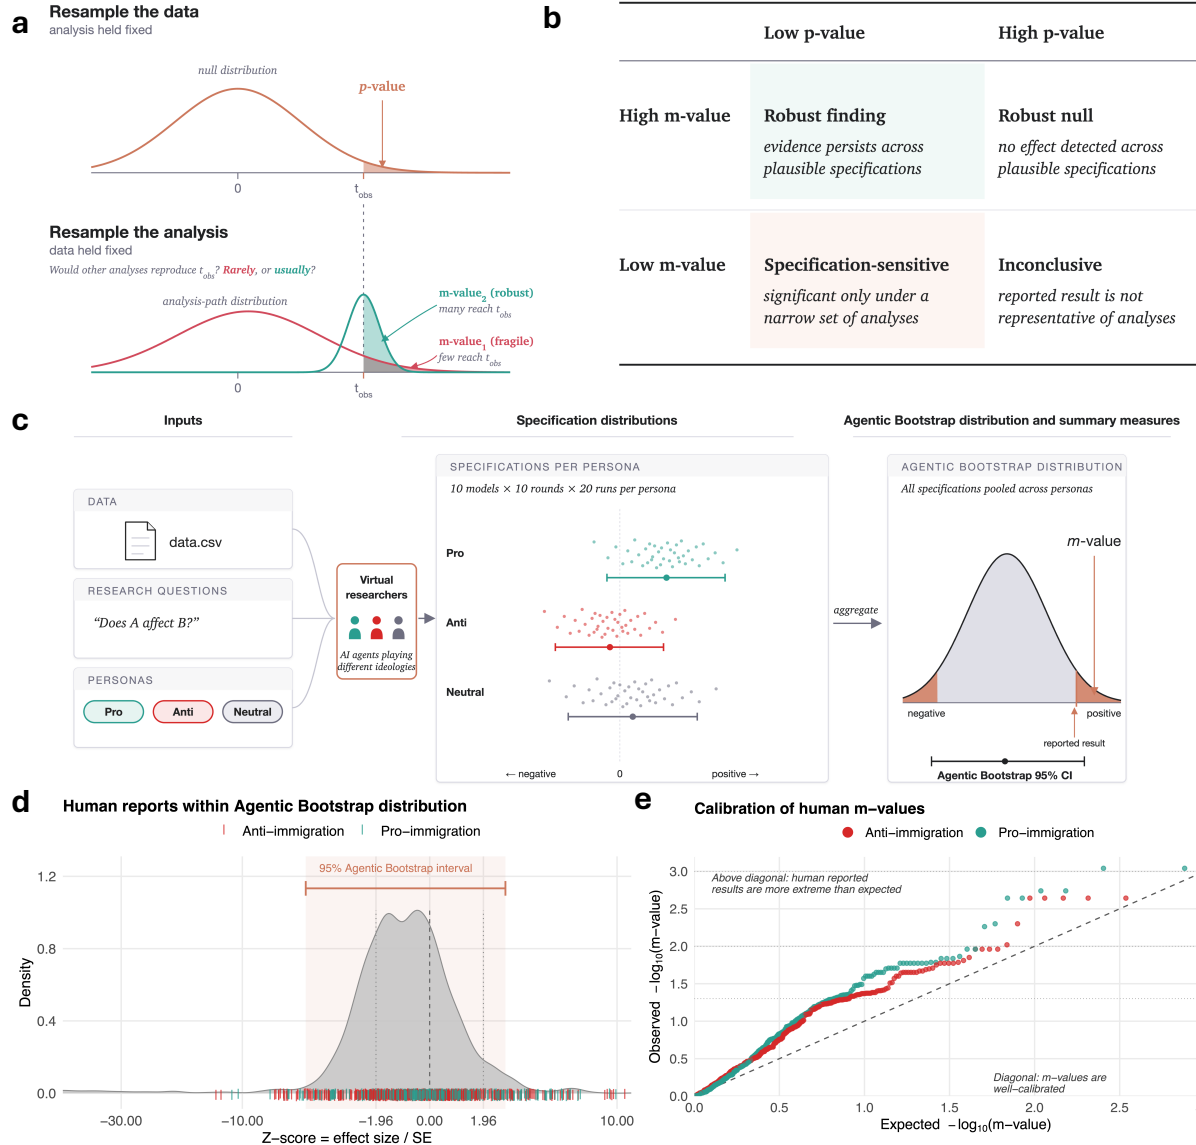 a
Resample the data
analysis held fixed
null distribution
p-value
0
tobs
Resample the analysis
data held fixed
Would other analyses reproduce tobs? Rarely, or usually?
analysis-path distribution
m-value2 (robust)
many reach tobs
m-value1 (fragile)
few reach tobs
0
tobs
b
Low p-value
High p-value
High m-value
Robust finding
evidence persists across
plausible specifications
Robust null
no effect detected across
plausible specifications
Low m-value
Specification-sensitive
significant only under a
narrow set of analyses
Inconclusive
reported result is not
representative of analyses
c
Inputs
Specification distributions
Agentic Bootstrap distribution and summary measures
DATA
data.csv
RESEARCH QUESTIONS
“Does A affect B?”
PERSONAS
Pro
Anti
Neutral
Virtual
researchers
AI agents playing
different ideologies
SPECIFICATIONS PER PERSONA
10 models × 10 rounds × 20 runs per persona
Pro
Anti
Neutral
← negative
0
positive →
aggregate
AGENTIC BOOTSTRAP DISTRIBUTION
All specifications pooled across personas
m-value
negative
positive
reported result
Agentic Bootstrap 95% CI
d
Human reports within Agentic Bootstrap distribution
Anti−immigration
Pro−immigration
95% Agentic Bootstrap interval
1.2
0.8
0.4
0.0
Density
−30.00
−10.00
−1.96
0.00
1.96
10.00
Z−score = effect size / SE
e
Calibration of human m−values
Anti−immigration
Pro−immigration
Above diagonal: human reported
results are more extreme than expected
3.0
2.5
2.0
1.5
1.0
0.5
0.0
Observed −log10(m−value)
Diagonal: m−values are
well−calibrated
0.0
0.5
1.0
1.5
2.0
2.5
Expected −log10(m−value)